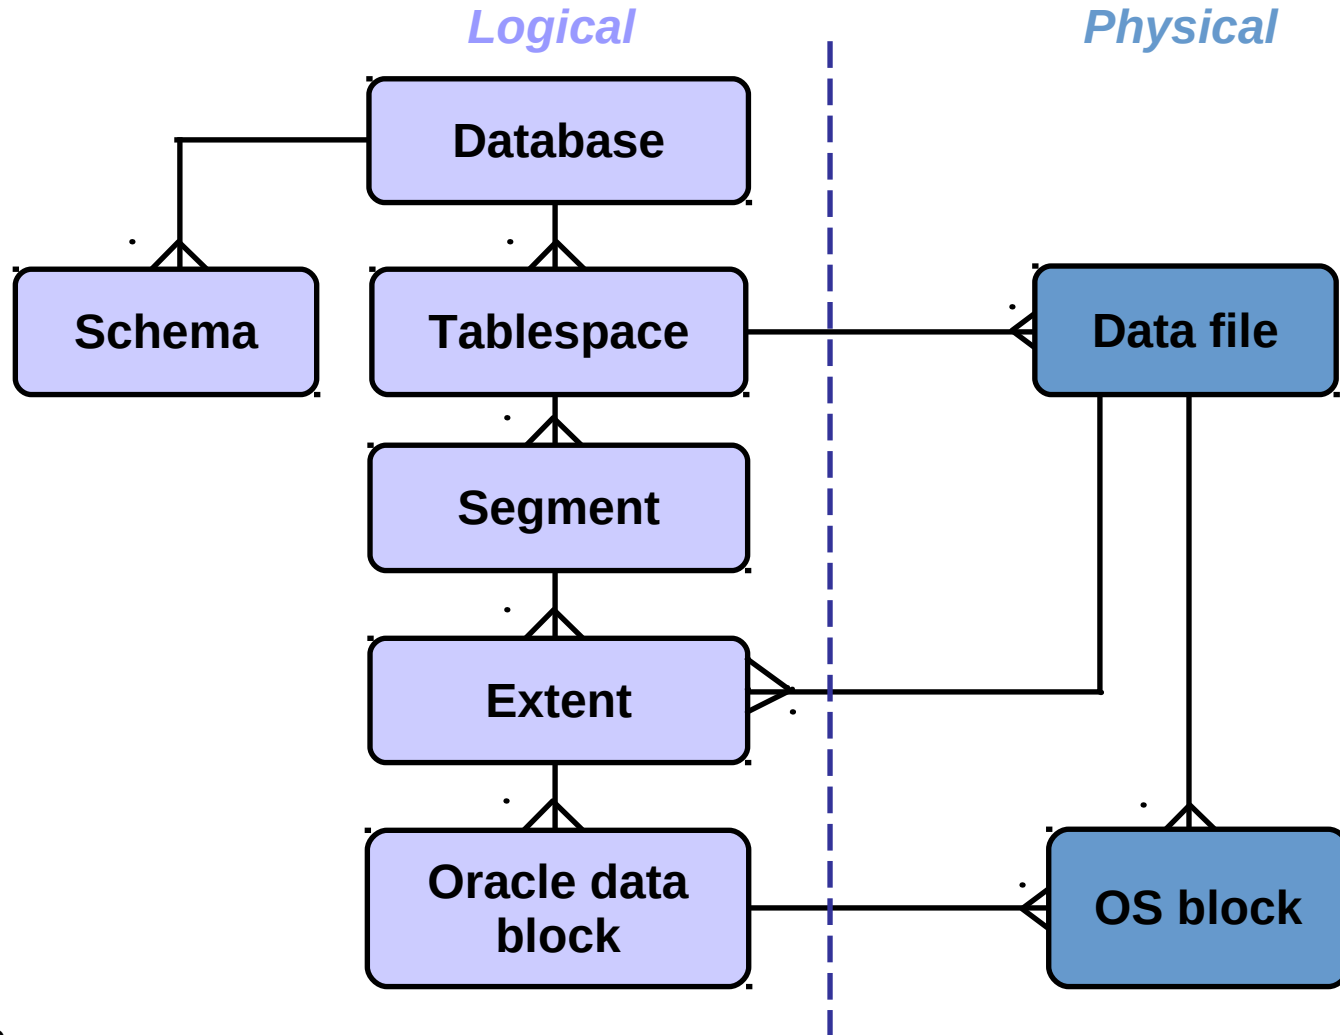 Logical
Physical
Database
Schema
Tablespace
Data file
Segment
Extent
Oracle data
block
OS block